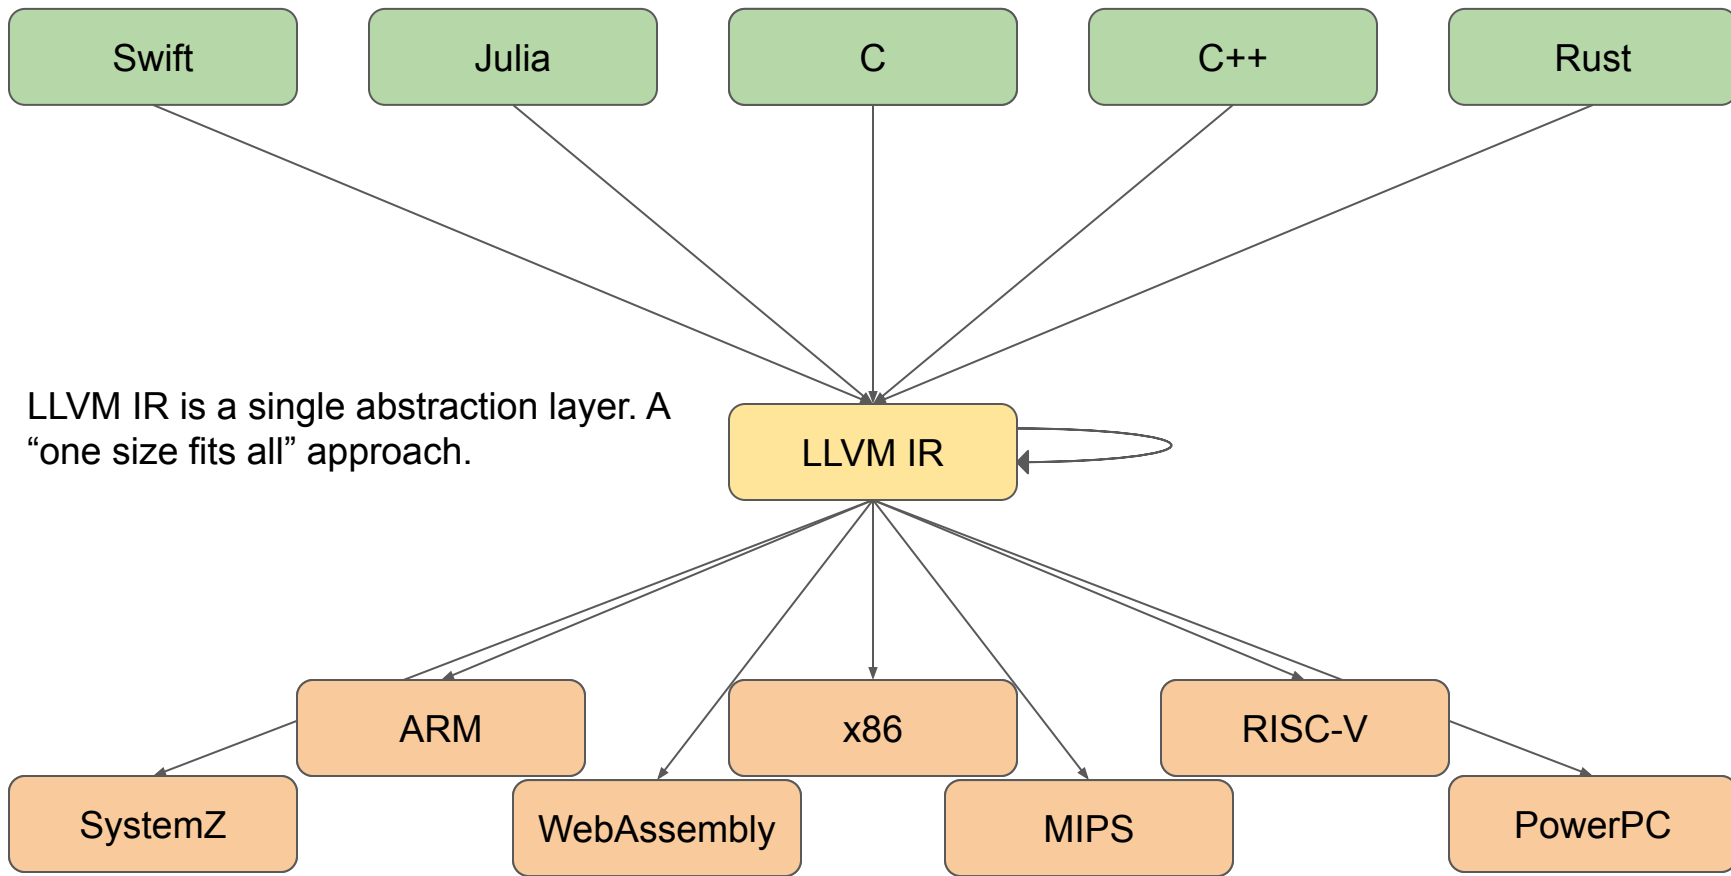 Swift
Julia
C
C++
Rust
LLVM IR is a single abstraction layer. A
“one size fits all” approach.
LLVM IR
ARM
x86
RISC-V
SystemZ
WebAssembly
MIPS
PowerPC